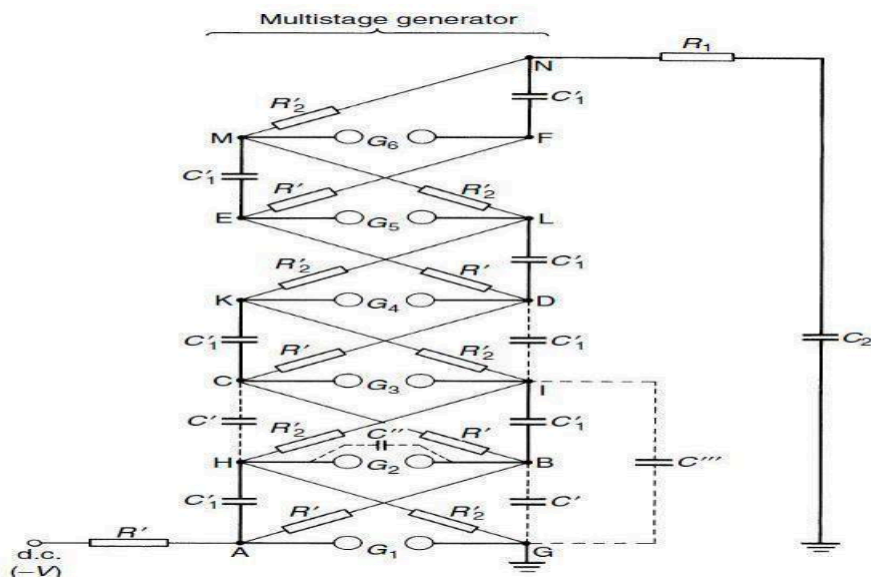 Multistage generator
N R₁
R′₂ C′₁
M G₆ F
C′₁ R′ R′₂
E G₅ L
R′₂ R′ C′₁
K G₄ D
C′₁ R′ R′₂ C′₁ C₂
C G₃ I
C′ R′₂ C″ R′ C′₁
H G₂ B C‴
C′₁ R′ R′₂ C′
R′ A G₁ G
d.c.
(−V)